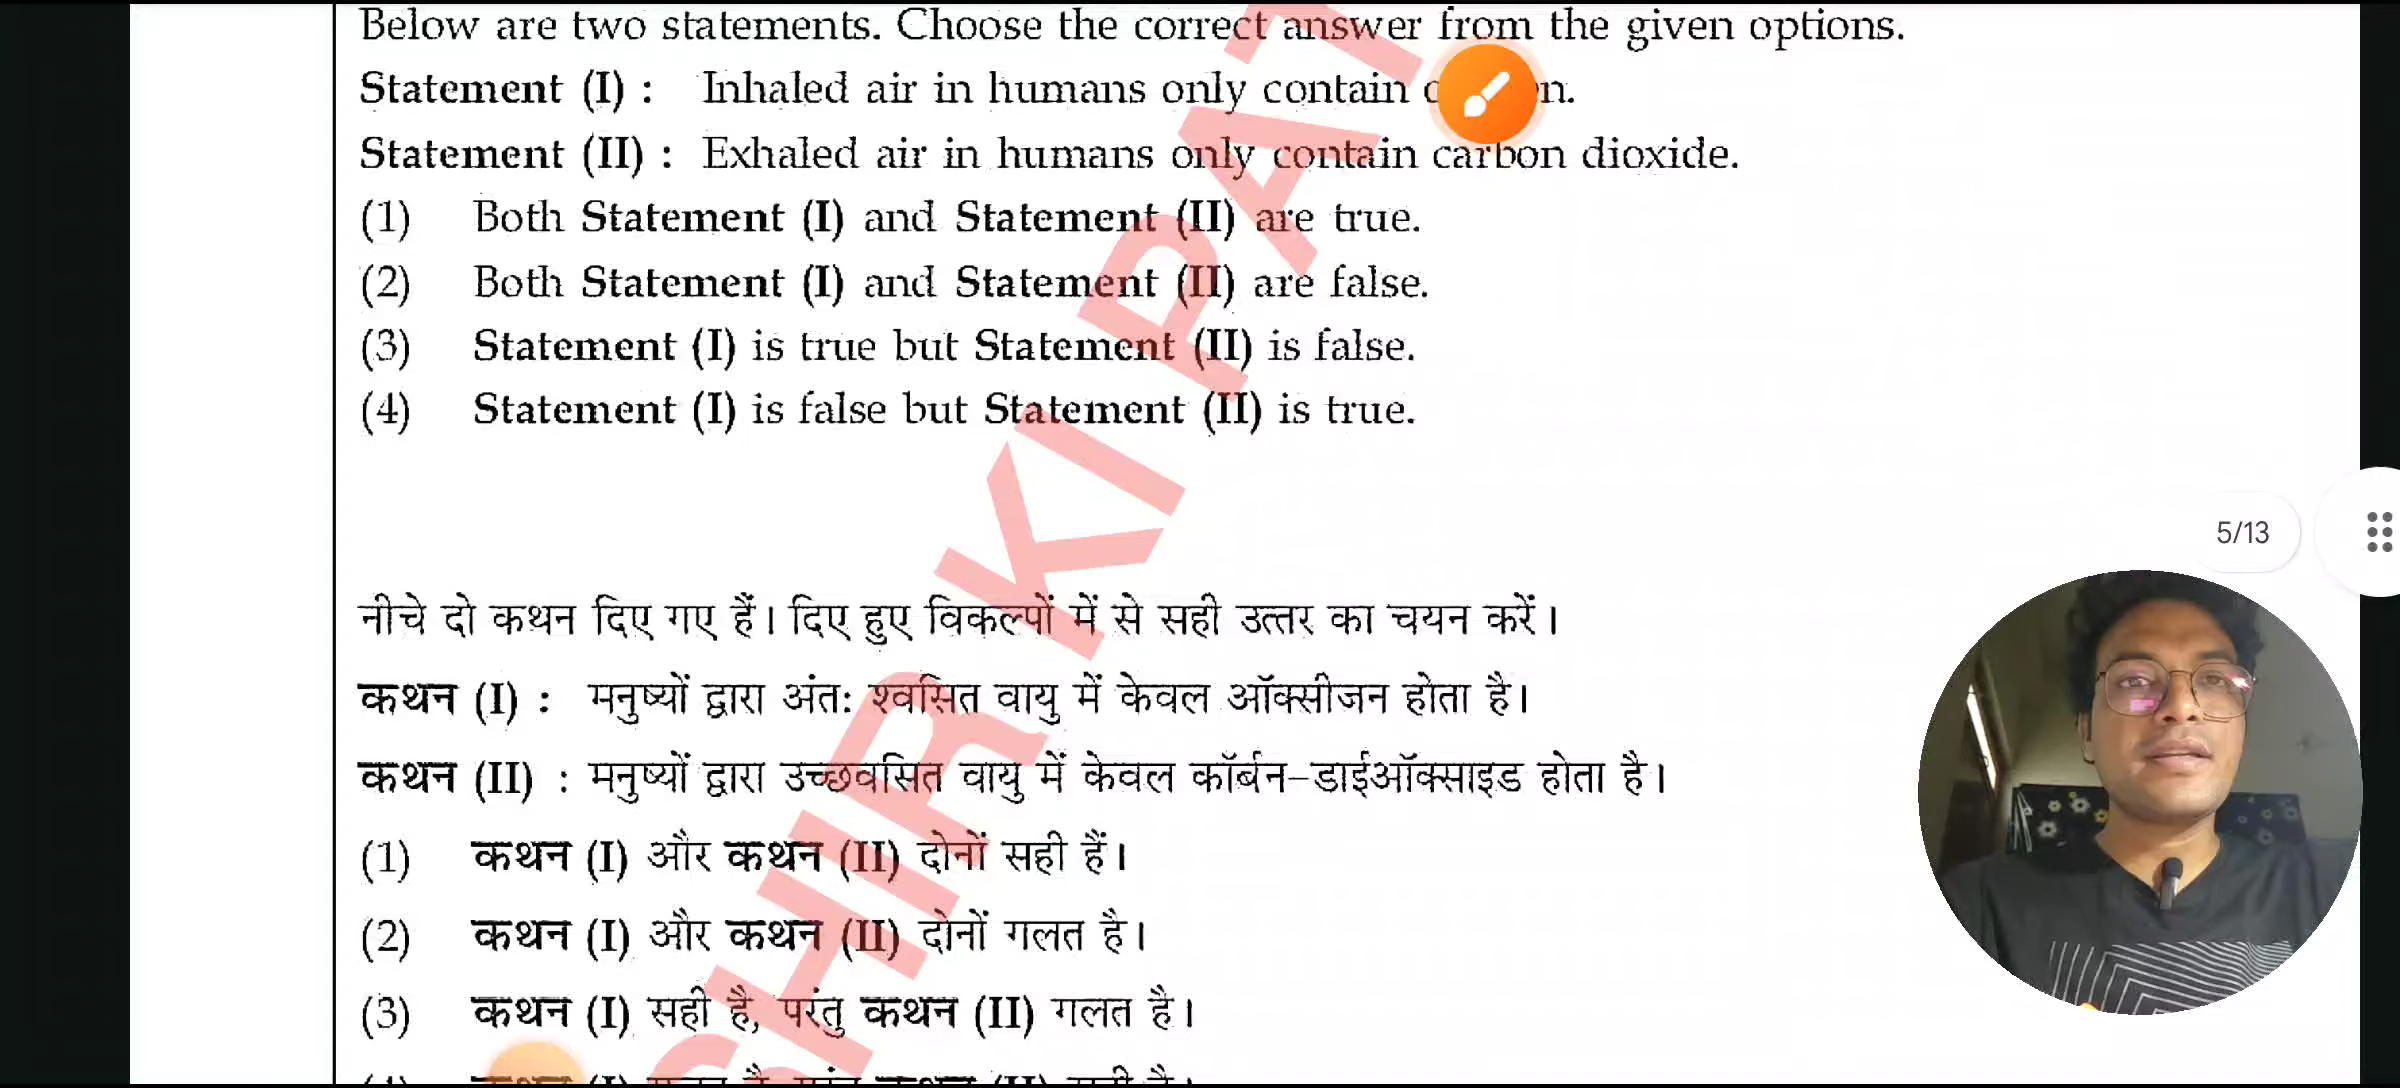 Below are two statements. Choose the correct answer from the given options.
Statement (I) : Inhaled air in humans only contain
Statement (II) : Exhaled air in humans only contain carbon dioxide.
(1) Both Statement (I) and Statement (II) are true.
(2) Both Statement (I) and Statement (II) are false.
(3) Statement (I) is true but Statement (II) is false.
(4) Statement (I) is false but Statement (II) is true.
5/13
नीचे दो कथन दिए गए हैं। दिए हुए विकल्पों में से सही उत्तर का चयन करें।
कथन (I) : मनुष्यों द्वारा अंतः श्वसित वायु में केवल ऑक्सीजन होता है।
कथन (II) : मनुष्यों द्वारा उच्छवसित वायु में केवल कॉर्बन-डाईऑक्साइड होता है।
(1) कथन (I) और कथन (II) दोनों सही हैं।
(2) कथन (I) और कथन (II) दोनों गलत है।
(3) कथन (I) सही है, परंतु कथन (II) गलत है।
KI